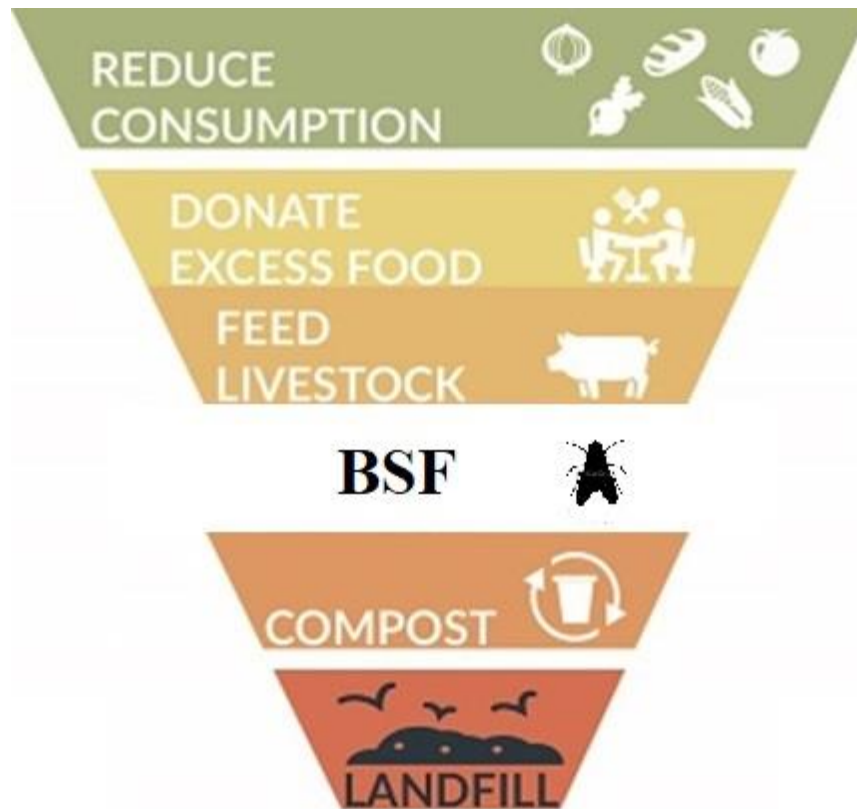 REDUCE
CONSUMPTION
DONATE
EXCESS FOOD
FEED
LIVESTOCK
BSF
COMPOST
LANDFILL